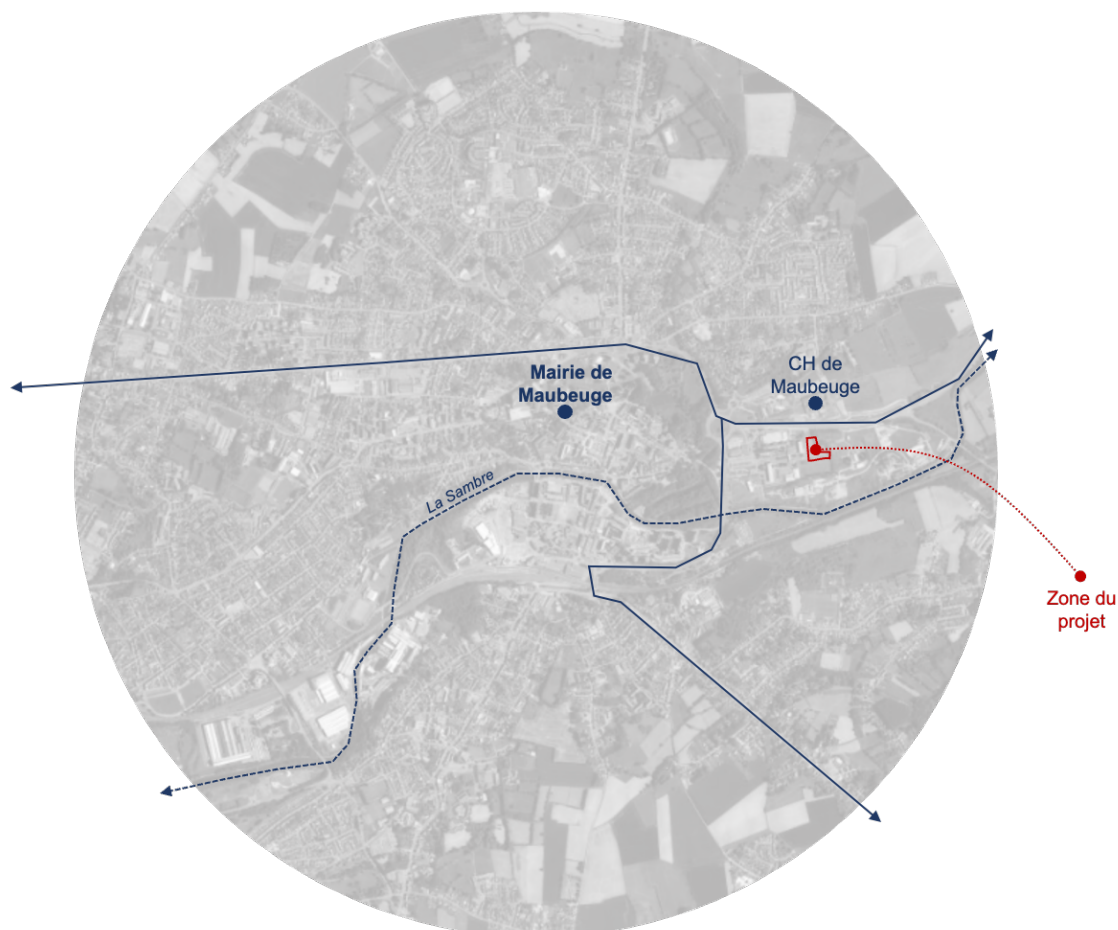 Mairie de
Maubeuge
CH de
Maubeuge
La Sambre
Zone du
projet